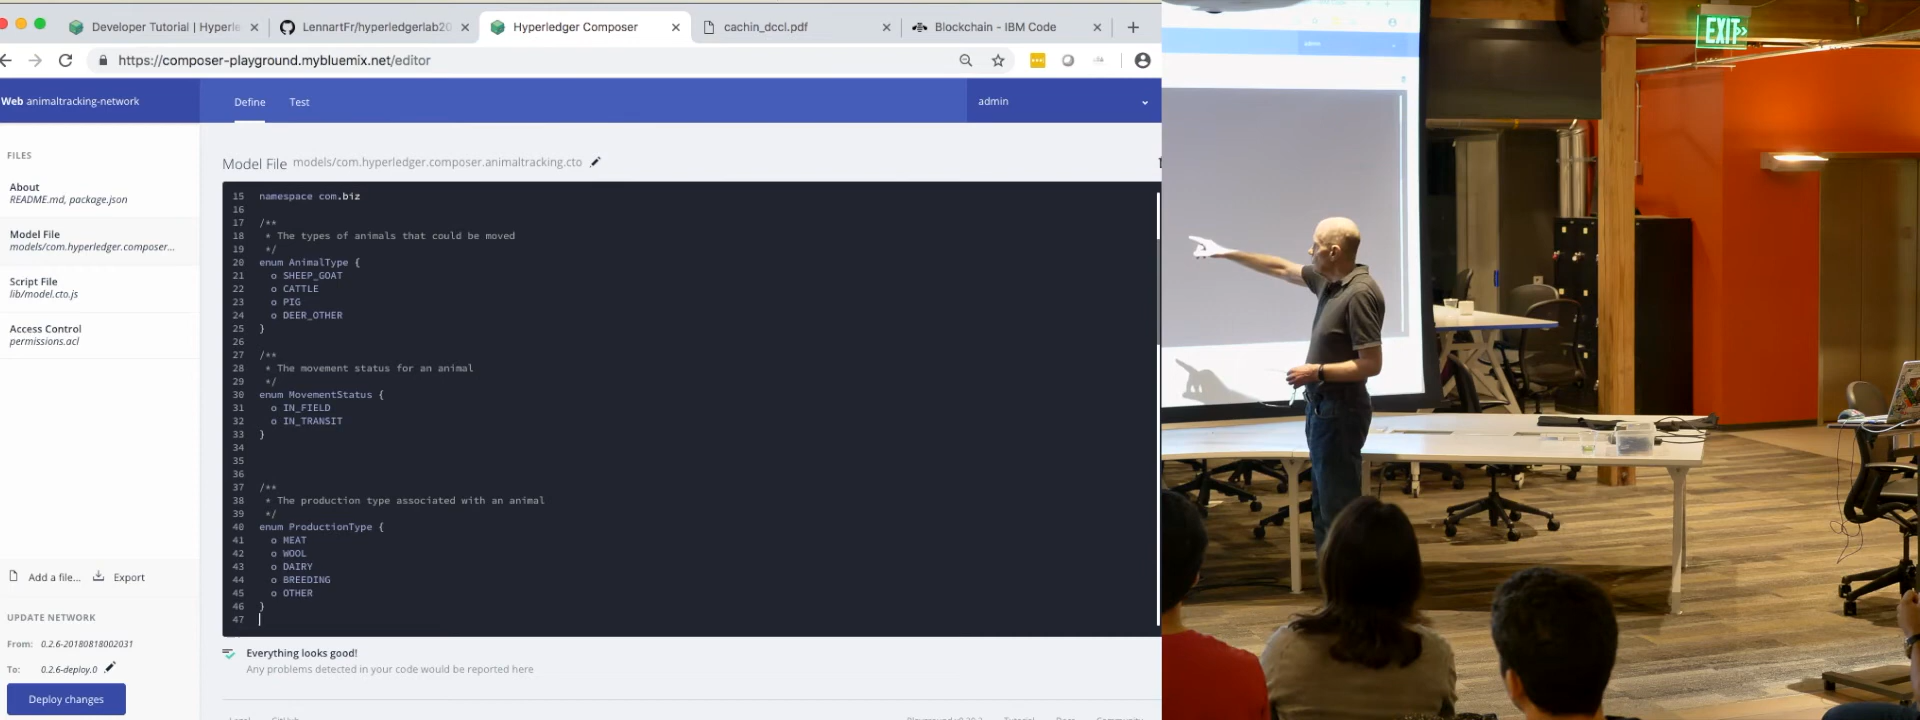 Developer Tutorial | Hyperle
LennartFr/hyperledgerlab20
Hyperledger Composer
cachin_dccl.pdf
Blockchain - IBM Code
https://composer-playground.mybluemix.net/editor
Web animaltracking-network
Define
Test
admin
FILES
About
README.md, package.json
Model File
models/com.hyperledger.composer...
Script File
lib/model.cto.js
Access Control
permissions.acl
Add a file...
Export
UPDATE NETWORK
From: 0.2.6-20180818002031
To: 0.2.6-deploy.0
Deploy changes
Model File models/com.hyperledger.composer.animaltracking.cto
15 namespace com.biz
16
17 /**
18 * The types of animals that could be moved
19 */
20 enum AnimalType {
21 o SHEEP_GOAT
22 o CATTLE
23 o PIG
24 o DEER_OTHER
25 }
26
27 /**
28 * The movement status for an animal
29 */
30 enum MovementStatus {
31 o IN_FIELD
32 o IN_TRANSIT
33 }
34
35
36
37 /**
38 * The production type associated with an animal
39 */
40 enum ProductionType {
41 o MEAT
42 o WOOL
43 o DAIRY
44 o BREEDING
45 o OTHER
46 }
47
Everything looks good!
Any problems detected in your code would be reported here
EXIT